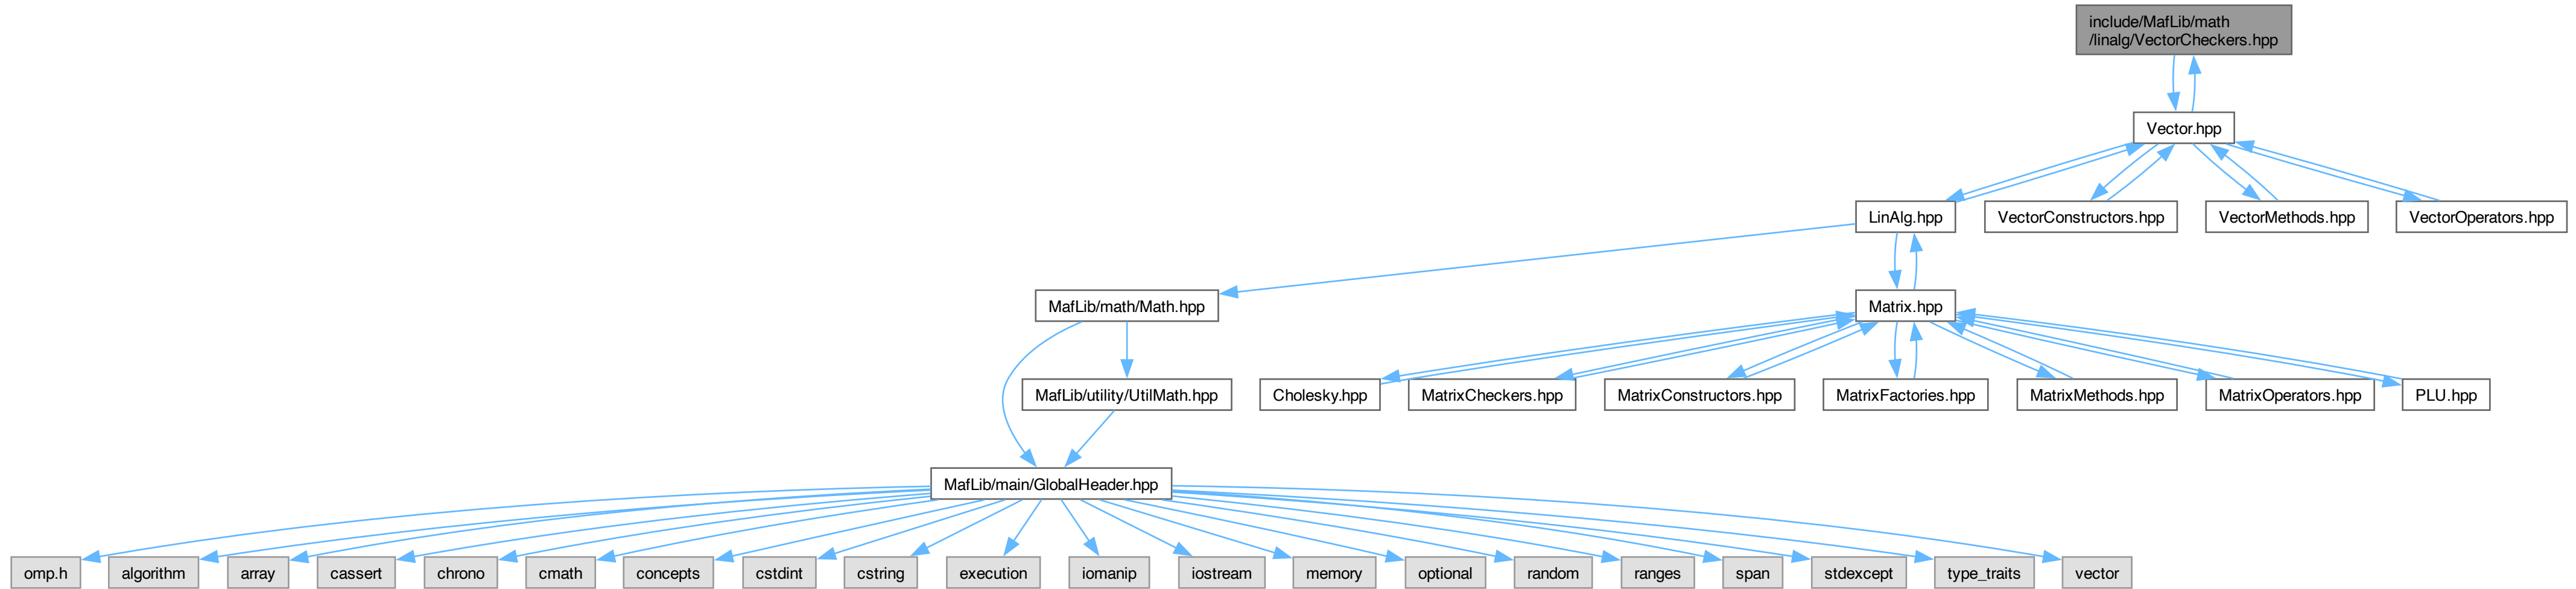 include/MafLib/math
/linalg/VectorCheckers.hpp
Vector.hpp
LinAlg.hpp
VectorConstructors.hpp
VectorMethods.hpp
VectorOperators.hpp
MafLib/math/Math.hpp
Matrix.hpp
MafLib/utility/UtilMath.hpp
Cholesky.hpp
MatrixCheckers.hpp
MatrixConstructors.hpp
MatrixFactories.hpp
MatrixMethods.hpp
MatrixOperators.hpp
PLU.hpp
MafLib/main/GlobalHeader.hpp
omp.h
algorithm
array
cassert
chrono
cmath
concepts
cstdint
cstring
execution
iomanip
iostream
memory
optional
random
ranges
span
stdexcept
type_traits
vector